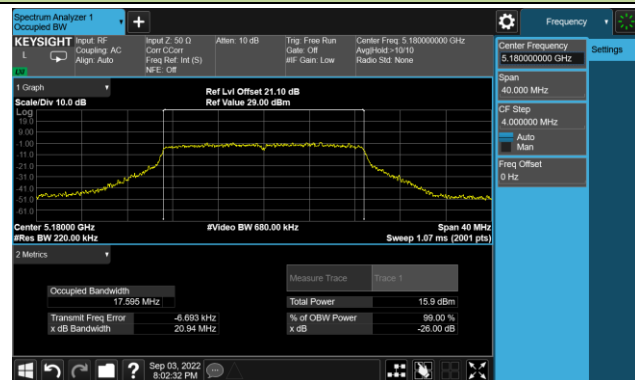 Spectrum Analyzer 1
Occupied BW
+
Frequency
KEYSIGHT
L
LW
Input: RF
Coupling: AC
Align: Auto
Input Z: 50 Ω
Corr CCorr
Freq Ref: Int (S)
NFE: Off
Atten: 10 dB
Trig: Free Run
Gate: Off
#IF Gain: Low
Center Freq: 5.180000000 GHz
Avg|Hold:>10/10
Radio Std: None
Center Frequency
5.180000000 GHz
Settings
Span
40.000 MHz
CF Step
4.000000 MHz
Auto
Man
Freq Offset
0 Hz
1 Graph
Scale/Div 10.0 dB
Ref Lvl Offset 21.10 dB
Ref Value 29.00 dBm
Log
19.0
9.00
-1.00
-11.0
-21.0
-31.0
-41.0
-51.0
-61.0
Center 5.18000 GHz
#Res BW 220.00 kHz
#Video BW 680.00 kHz
Span 40 MHz
Sweep 1.07 ms (2001 pts)
2 Metrics
Measure Trace
Trace 1
Occupied Bandwidth
17.595 MHz
Total Power
15.9 dBm
Transmit Freq Error
-6.693 kHz
% of OBW Power
99.00 %
x dB Bandwidth
20.94 MHz
x dB
-26.00 dB
?
Sep 03, 2022
8:02:32 PM